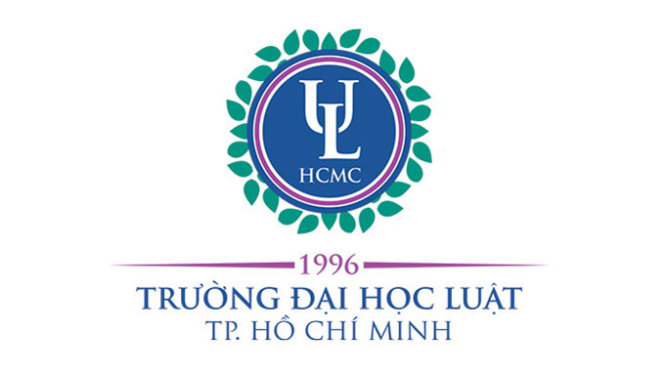 UL
HCMC
1996
TRƯỜNG ĐẠI HỌC LUẬT
TP. HỒ CHÍ MINH